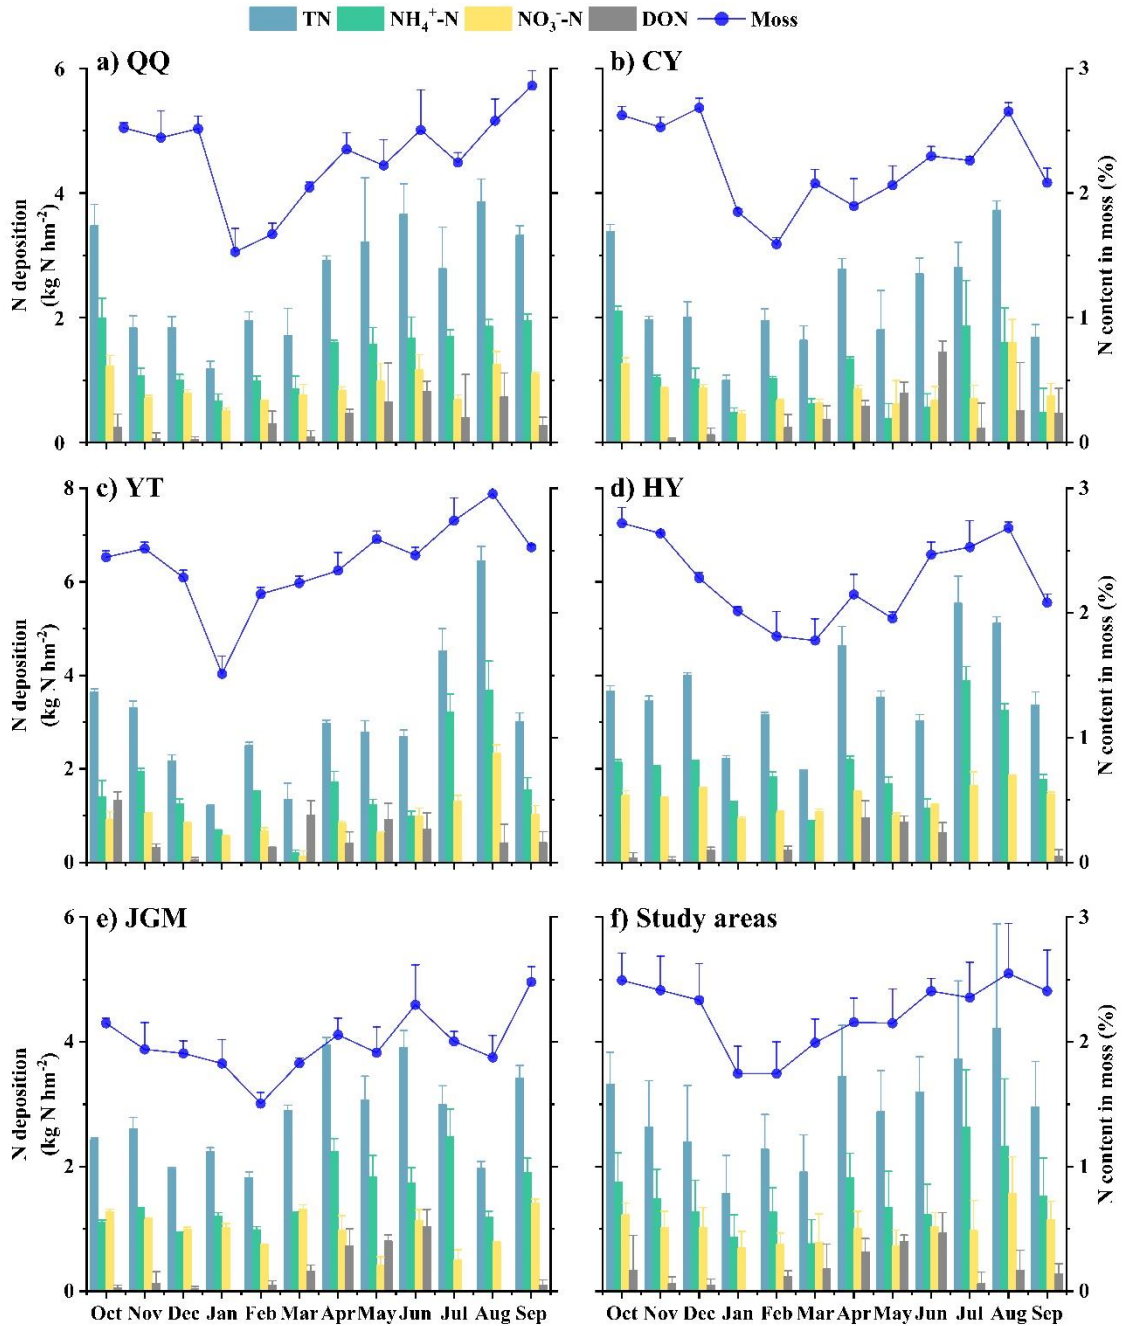 TN NH₄⁺-N NO₃⁻-N DON Moss
a) QQ
b) CY
6
4
2
0
3
2
1
0
N deposition
(kg N hm⁻²)
N content in moss (%)
c) YT
d) HY
8
6
4
2
0
3
2
1
0
N deposition
(kg N hm⁻²)
N content in moss (%)
e) JGM
f) Study areas
6
4
2
0
3
2
1
0
N deposition
(kg N hm⁻²)
N content in moss (%)
Oct Nov Dec Jan Feb Mar Apr May Jun Jul Aug Sep
Oct Nov Dec Jan Feb Mar Apr May Jun Jul Aug Sep